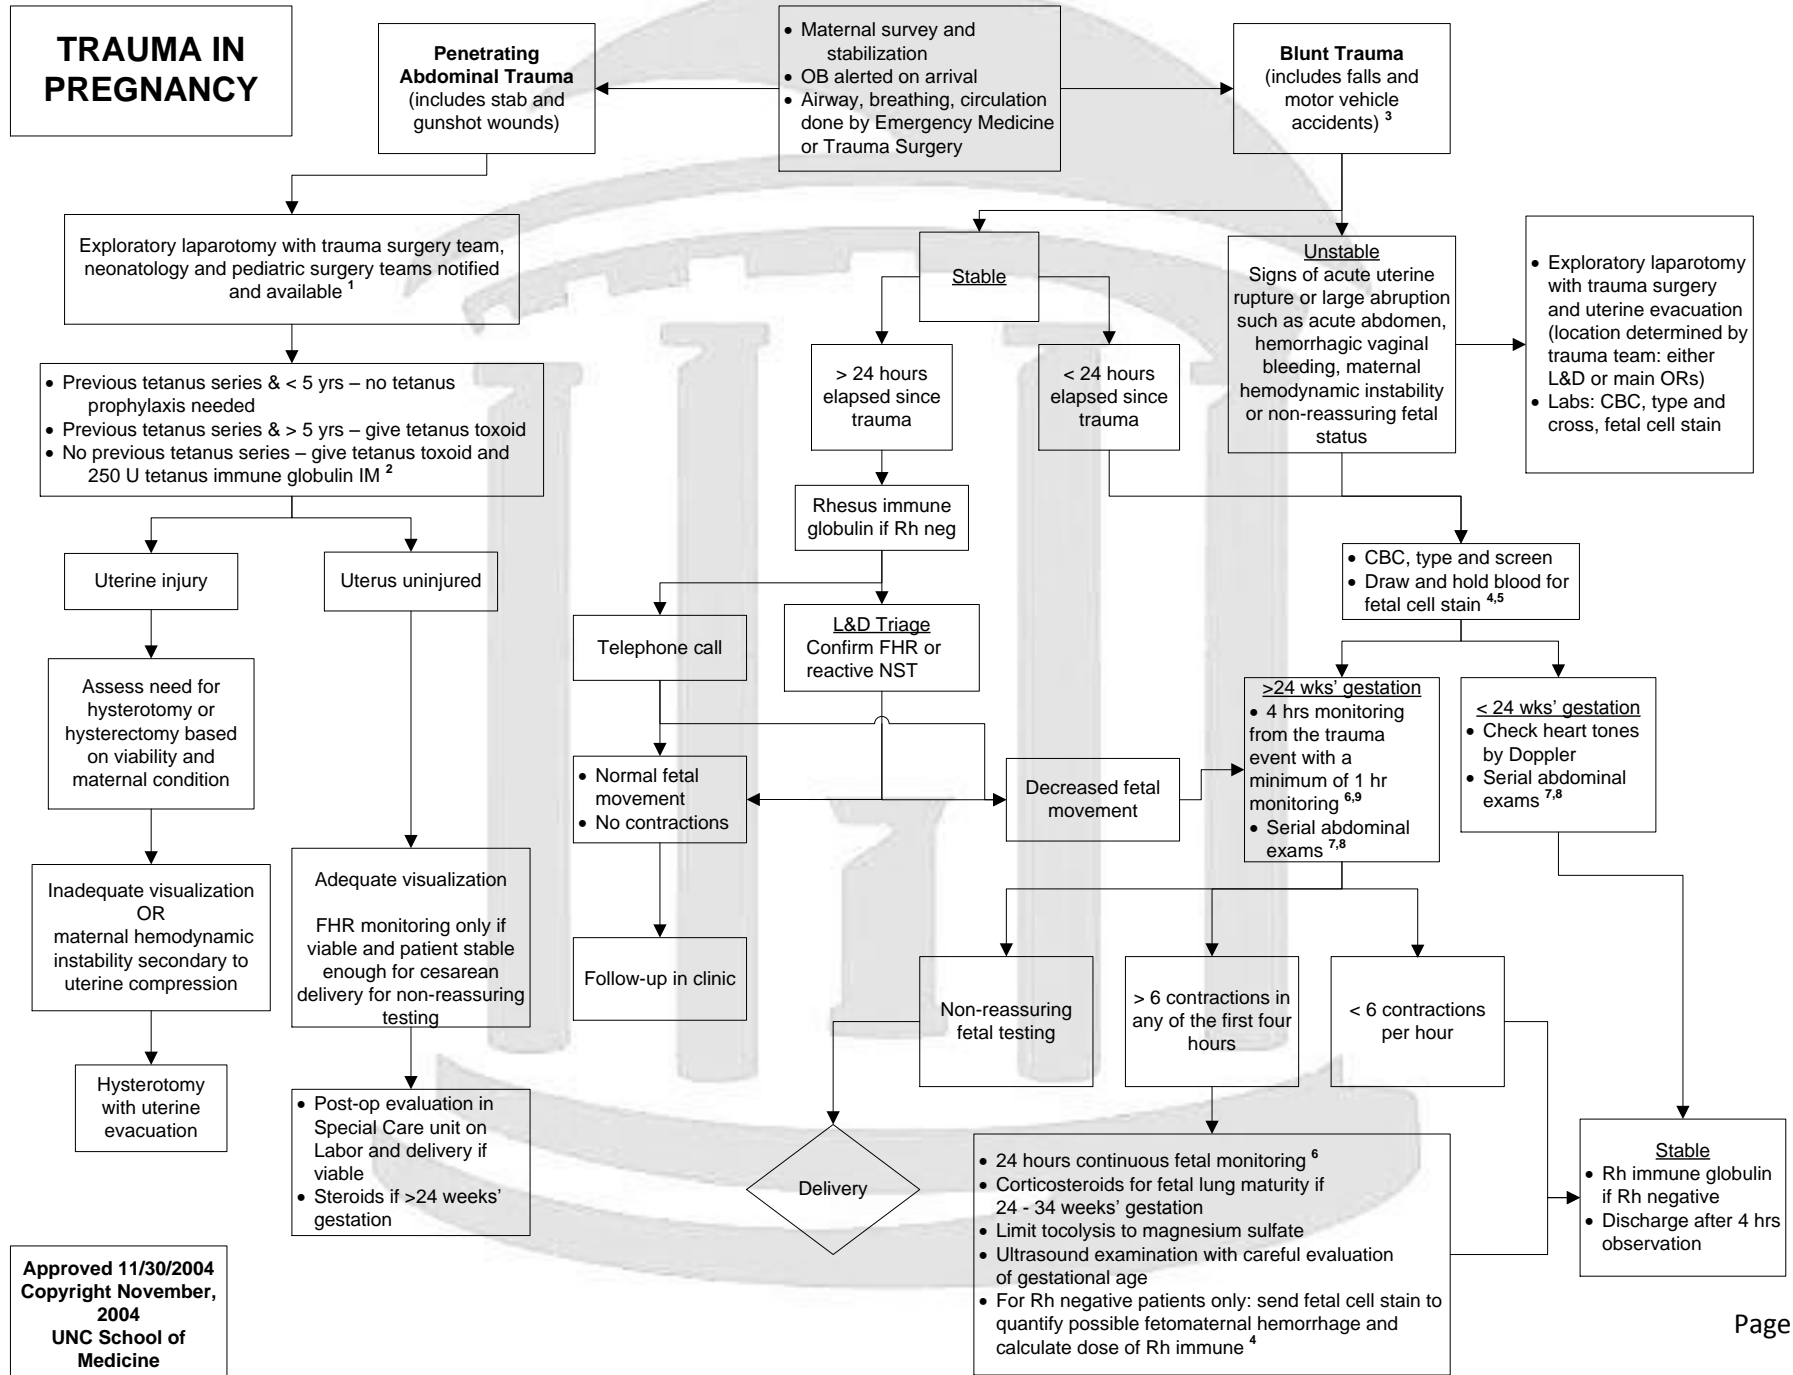 TRAUMA IN
PREGNANCY
Penetrating
Abdominal Trauma
(includes stab and
gunshot wounds)
• Maternal survey and
stabilization
• OB alerted on arrival
• Airway, breathing, circulation
done by Emergency Medicine
or Trauma Surgery
Blunt Trauma
(includes falls and
motor vehicle
accidents) 3
Exploratory laparotomy with trauma surgery team,
neonatology and pediatric surgery teams notified
and available 1
Stable
Unstable
Signs of acute uterine
rupture or large abruption
such as acute abdomen,
hemorrhagic vaginal
bleeding, maternal
hemodynamic instability
or non-reassuring fetal
status
• Exploratory laparotomy
with trauma surgery
and uterine evacuation
(location determined by
trauma team: either
L&D or main ORs)
• Labs: CBC, type and
cross, fetal cell stain
• Previous tetanus series & < 5 yrs – no tetanus
prophylaxis needed
• Previous tetanus series & > 5 yrs – give tetanus toxoid
• No previous tetanus series – give tetanus toxoid and
250 U tetanus immune globulin IM 2
> 24 hours
elapsed since
trauma
< 24 hours
elapsed since
trauma
Rhesus immune
globulin if Rh neg
Uterine injury
Uterus uninjured
• CBC, type and screen
• Draw and hold blood for
fetal cell stain 4,5
Telephone call
L&D Triage
Confirm FHR or
reactive NST
Assess need for
hysterotomy or
hysterectomy based
on viability and
maternal condition
>24 wks’ gestation
• 4 hrs monitoring
from the trauma
event with a
minimum of 1 hr
monitoring 6,9
• Serial abdominal
exams 7,8
< 24 wks’ gestation
• Check heart tones
by Doppler
• Serial abdominal
exams 7,8
• Normal fetal
movement
• No contractions
Decreased fetal
movement
Inadequate visualization
OR
maternal hemodynamic
instability secondary to
uterine compression
Adequate visualization
FHR monitoring only if
viable and patient stable
enough for cesarean
delivery for non-reassuring
testing
Follow-up in clinic
Non-reassuring
fetal testing
> 6 contractions in
any of the first four
hours
< 6 contractions
per hour
Hysterotomy
with uterine
evacuation
• Post-op evaluation in
Special Care unit on
Labor and delivery if
viable
• Steroids if >24 weeks’
gestation
Delivery
• 24 hours continuous fetal monitoring 6
• Corticosteroids for fetal lung maturity if
24 - 34 weeks’ gestation
• Limit tocolysis to magnesium sulfate
• Ultrasound examination with careful evaluation
of gestational age
• For Rh negative patients only: send fetal cell stain to
quantify possible fetomaternal hemorrhage and
calculate dose of Rh immune 4
Stable
• Rh immune globulin
if Rh negative
• Discharge after 4 hrs
observation
Approved 11/30/2004
Copyright November,
2004
UNC School of
Medicine
Page